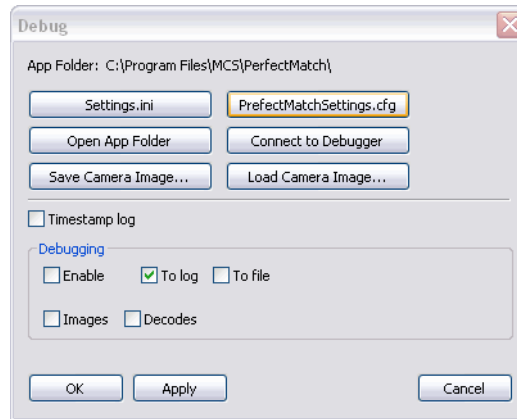 Debug
App Folder: C:\Program Files\MCS\PerfectMatch\
Settings.ini PrefectMatchSettings.cfg
Open App Folder Connect to Debugger
Save Camera Image... Load Camera Image...
Timestamp log
Debugging
Enable To log To file
Images Decodes
OK Apply Cancel